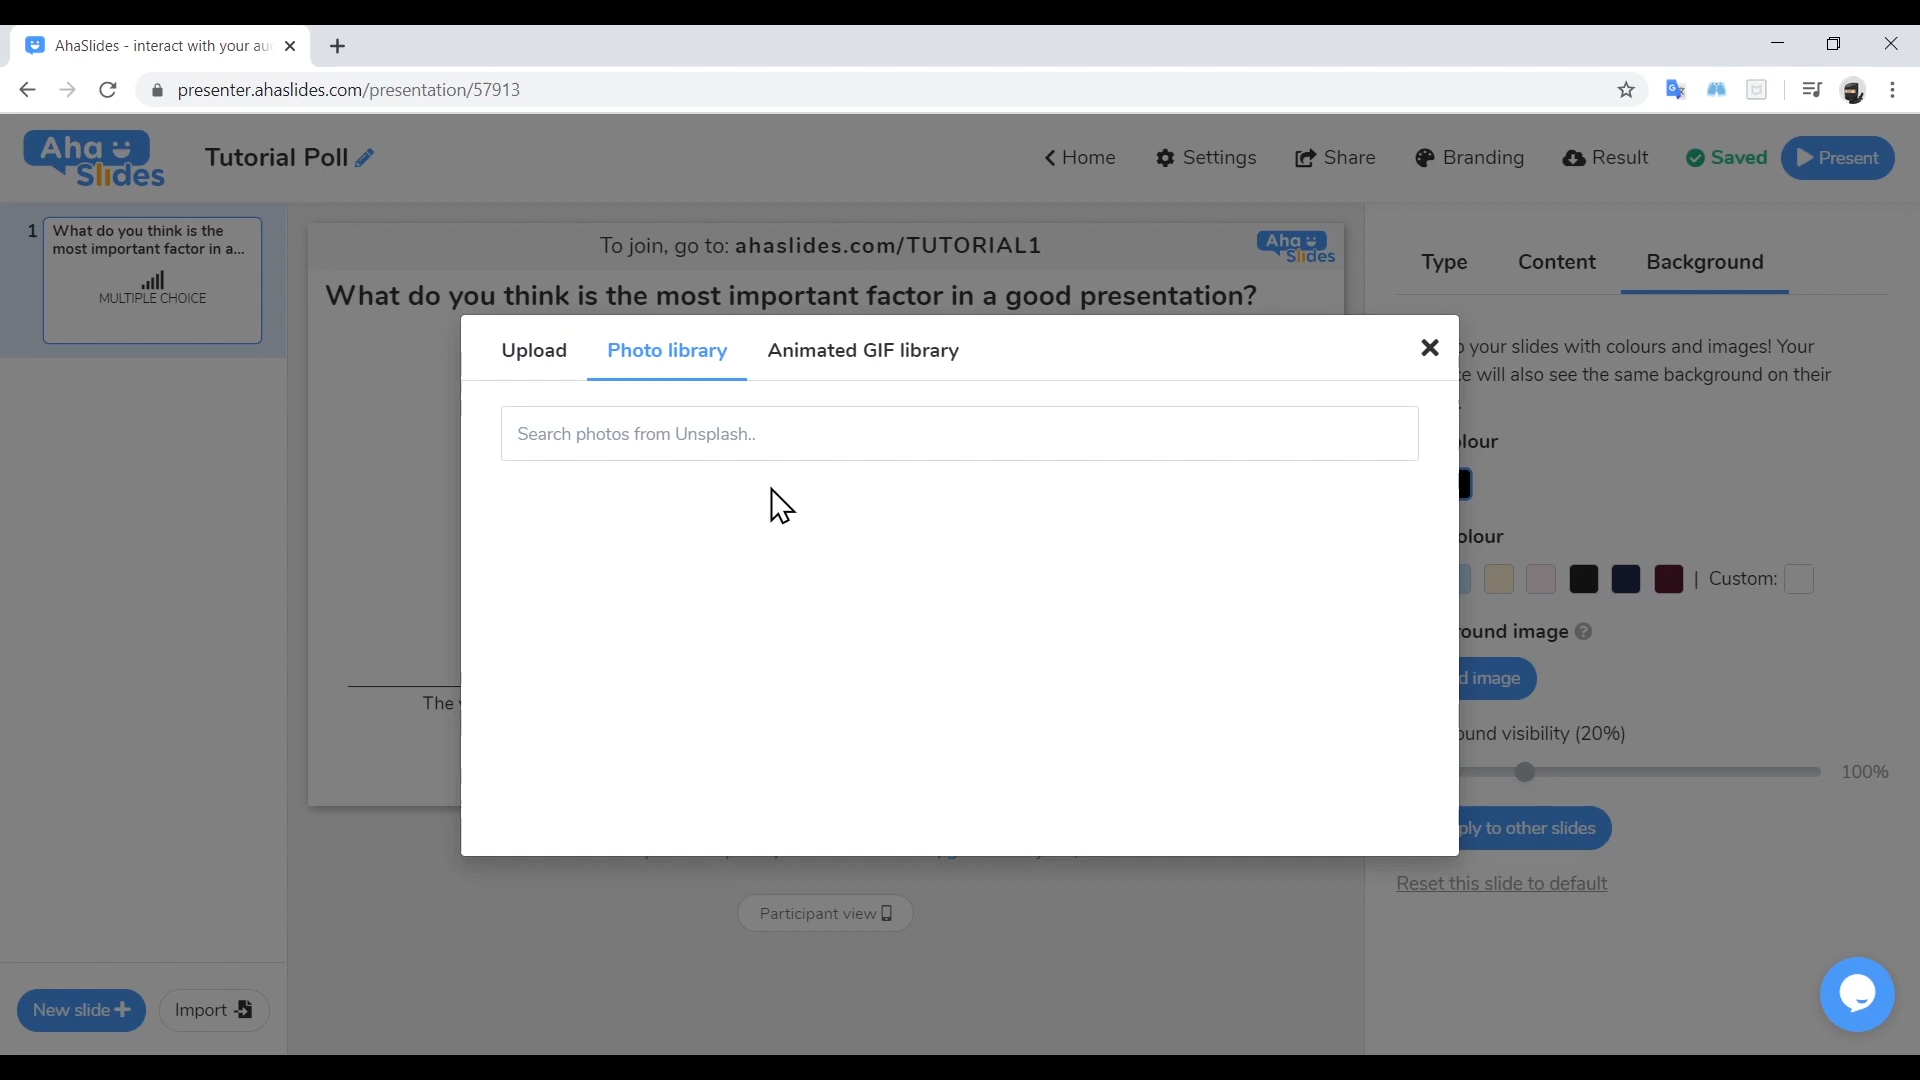 AhaSlides - interact with your au
presenter.ahaslides.com/presentation/57913
Aha Slides
Tutorial Poll
Home
Settings
Share
Branding
Result
Saved
Present
1
What do you think is the
most important factor in a...
MULTIPLE CHOICE
To join, go to: ahaslides.com/TUTORIAL1
Aha Slides
What do you think is the most important factor in a good presentation?
The
Type
Content
Background
Upload
Photo library
Animated GIF library
Search photos from Unsplash..
your slides with colours and images! Your
will also see the same background on their
lour
olour
| Custom:
round image
d image
ound visibility (20%)
100%
ply to other slides
Reset this slide to default
Participant view
New slide
Import